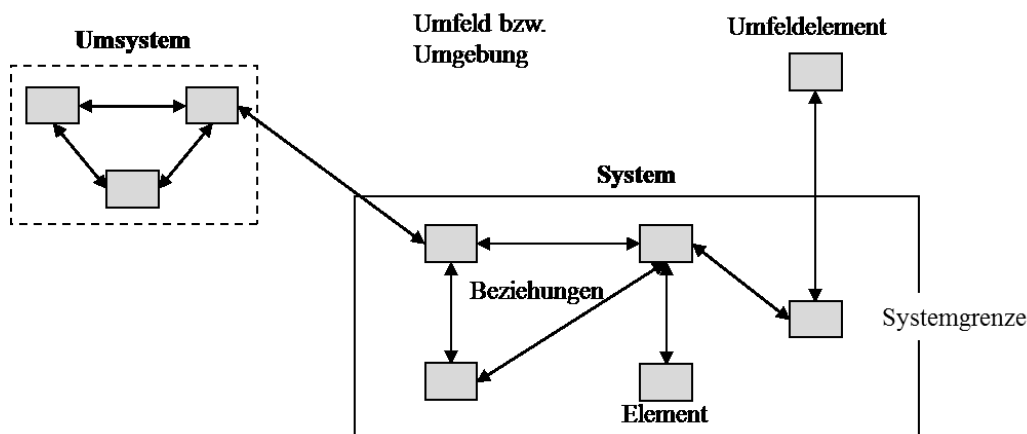 Umsystem
Umfeld bzw.
Umgebung
Umfeldelement
System
Beziehungen
Systemgrenze
Element